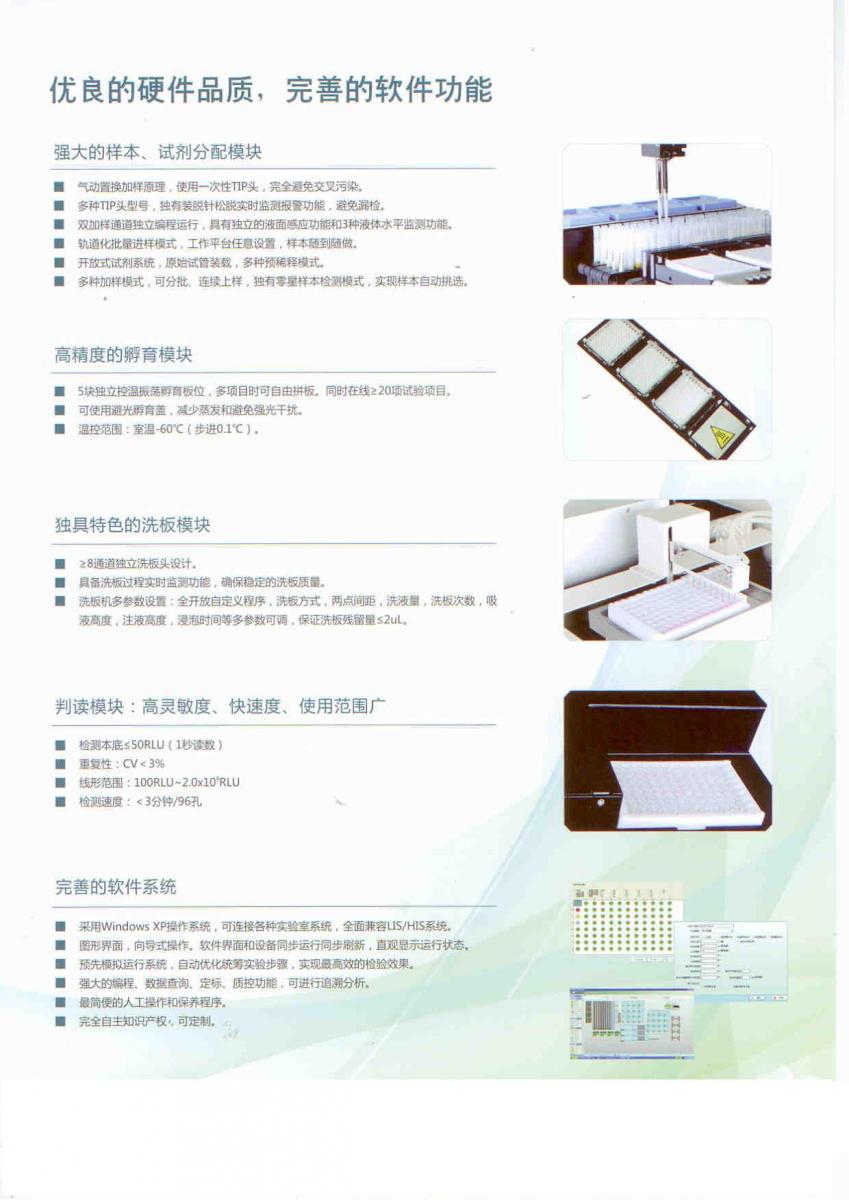 优良的硬件品质，完善的软件功能
强大的样本、试剂分配模块
■ 气动置换加样原理，使用一次性TIP头，完全避免交叉污染。
■ 多种TIP头型号，独有装脱针松脱实时监测报警功能，避免漏检。
■ 双加样通道独立编程运行，具有独立的液面感应功能和3种液体水平监测功能。
■ 轨道化批量进样模式，工作平台任意设置，样本随到随做。
■ 开放式试剂系统，原始试管装载，多种预稀释模式。
■ 多种加样模式，可分批、连续上样，独有零星样本检测模式，实现样本自动挑选。
高精度的孵育模块
■ 5块独立控温振荡孵育板位，多项目时可自由拼板。同时在线≥20项试验项目。
■ 可使用避光孵育盖，减少蒸发和避免强光干扰。
■ 温控范围：室温-60℃（步进0.1℃）。
独具特色的洗板模块
■ ≥8通道独立洗板头设计。
■ 具备洗板过程实时监测功能，确保稳定的洗板质量。
■ 洗板机多参数设置：全开放自定义程序，洗板方式，两点间距，洗液量，洗板次数，吸
液高度，注液高度，浸泡时间等多参数可调，保证洗板残留量≤2uL。
判读模块：高灵敏度、快速度、使用范围广
■ 检测本底≤50RLU（1秒读数）
■ 重复性：CV＜3%
■ 线形范围：100RLU~
■ 检测速度：＜3分钟/96孔
完善的软件系统
■ 采用Windows XP操作系统，可连接各种实验室系统，全面兼容LIS/HIS系统。
■ 图形界面，向导式操作。软件界面和设备同步运行同步刷新，直观显示运行状态。
■ 预先模拟运行系统，自动优化统筹实验步骤，实现最高效的检验效果。
■ 强大的编程、数据查询、定标、质控功能，可进行追溯分析。
■ 最简便的人工操作和保养程序。
■ 完全自主知识产权，可定制。